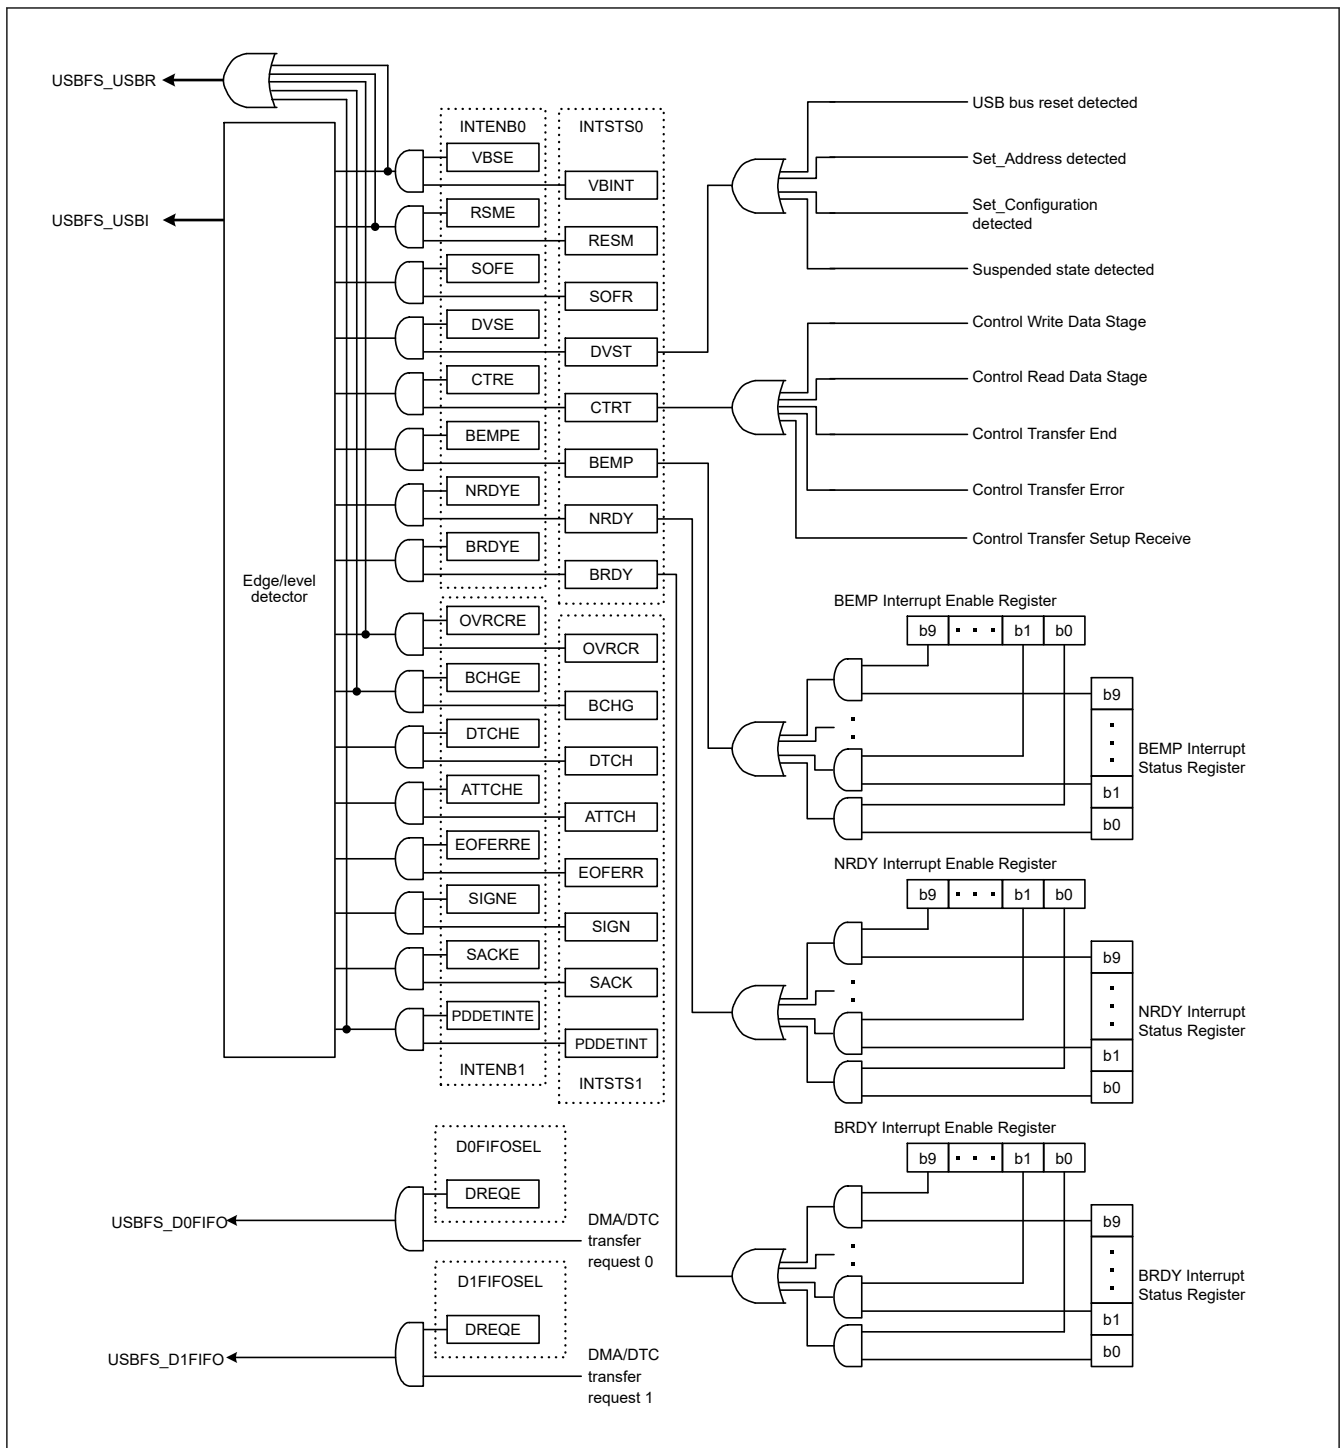 USBFS_USBR
USBFS_USBI
Edge/level
detector
INTENB0
INTSTS0
VBSE
VBINT
RSME
RESM
SOFE
SOFR
DVSE
DVST
CTRE
CTRT
BEMPE
BEMP
NRDYE
NRDY
BRDYE
BRDY
OVRCRE
OVRCR
BCHGE
BCHG
DTCHE
DTCH
ATTCHE
ATTCH
EOFERRE
EOFERR
SIGNE
SIGN
SACKE
SACK
PDDETINTE
PDDETINT
INTENB1
INTSTS1
USB bus reset detected
Set_Address detected
Set_Configuration
detected
Suspended state detected
Control Write Data Stage
Control Read Data Stage
Control Transfer End
Control Transfer Error
Control Transfer Setup Receive
BEMP Interrupt Enable Register
b9 · · · b1 b0
b9
b1
b0
BEMP Interrupt
Status Register
NRDY Interrupt Enable Register
b9 · · · b1 b0
b9
b1
b0
NRDY Interrupt
Status Register
BRDY Interrupt Enable Register
b9 · · · b1 b0
b9
b1
b0
BRDY Interrupt
Status Register
D0FIFOSEL
DREQE
USBFS_D0FIFO
DMA/DTC
transfer
request 0
D1FIFOSEL
DREQE
USBFS_D1FIFO
DMA/DTC
transfer
request 1